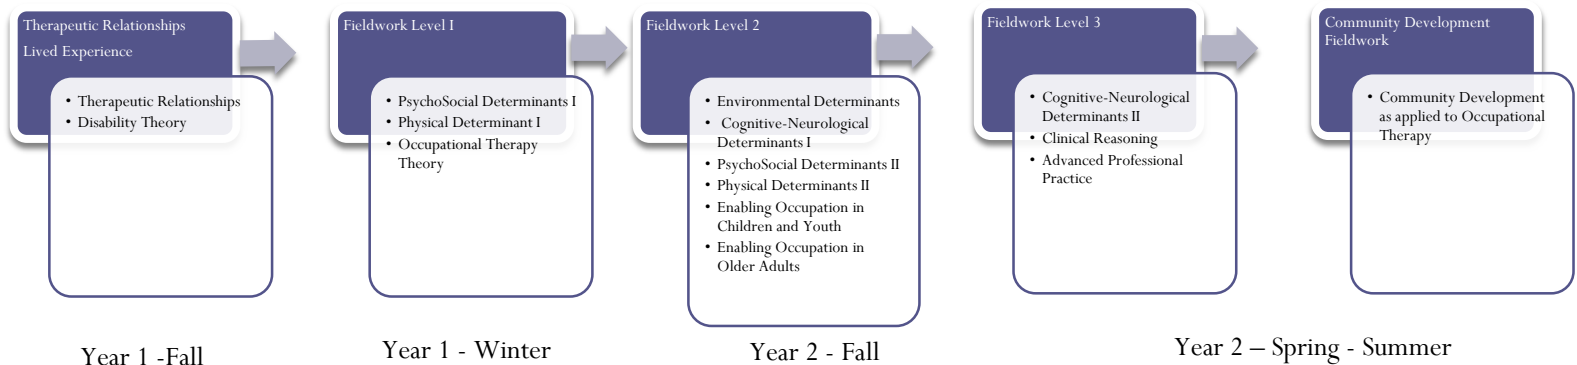 Therapeutic Relationships
Lived Experience
• Therapeutic Relationships
• Disability Theory
Year 1 -Fall
Fieldwork Level I
• PsychoSocial Determinants I
• Physical Determinant I
• Occupational Therapy
Theory
Year 1 - Winter
Fieldwork Level 2
• Environmental Determinants
• Cognitive-Neurological
Determinants I
• PsychoSocial Determinants II
• Physical Determinants II
• Enabling Occupation in
Children and Youth
• Enabling Occupation in
Older Adults
Year 2 - Fall
Fieldwork Level 3
• Cognitive-Neurological
Determinants II
• Clinical Reasoning
• Advanced Professional
Practice
Community Development
Fieldwork
• Community Development
as applied to Occupational
Therapy
Year 2 – Spring - Summer